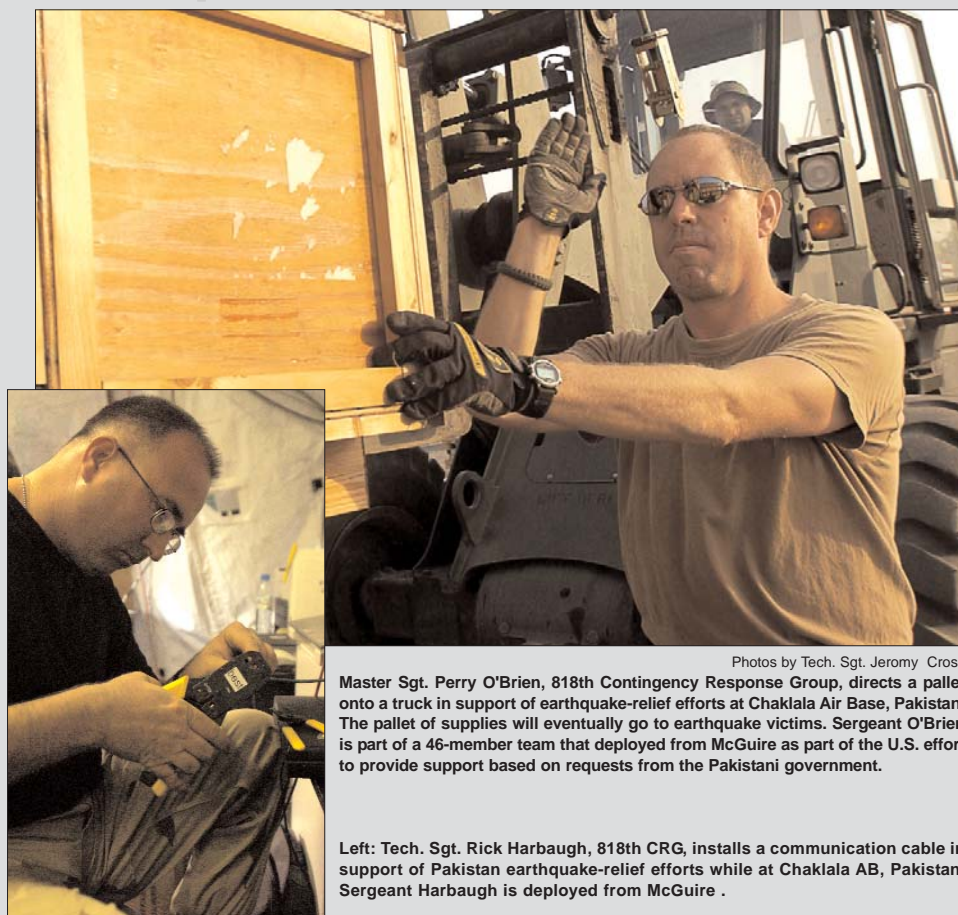 Photos by Tech. Sgt. Jeromy Cros
Master Sgt. Perry O'Brien, 818th Contingency Response Group, directs a palle
onto a truck in support of earthquake-relief efforts at Chaklala Air Base, Pakistan
The pallet of supplies will eventually go to earthquake victims. Sergeant O'Brien
is part of a 46-member team that deployed from McGuire as part of the U.S. effor
to provide support based on requests from the Pakistani government.
Left: Tech. Sgt. Rick Harbaugh, 818th CRG, installs a communication cable in
support of Pakistan earthquake-relief efforts while at Chaklala AB, Pakistan
Sergeant Harbaugh is deployed from McGuire .